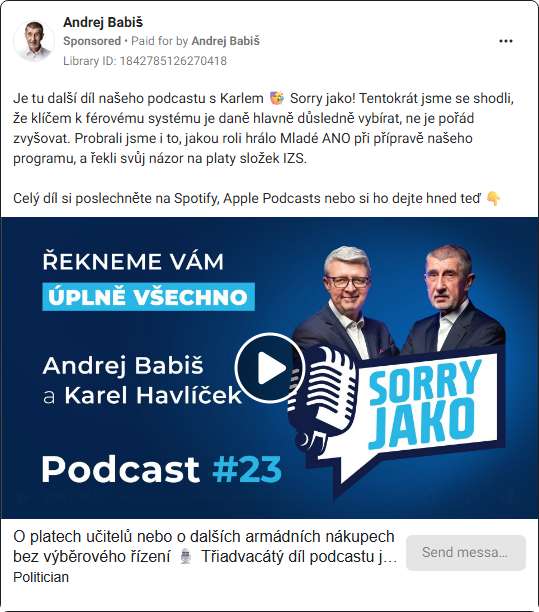 Andrej Babiš
Sponsored • Paid for by Andrej Babiš
Library ID: 1842785126270418
Je tu další díl našeho podcastu s Karlem 🎉 Sorry jako! Tentokrát jsme se shodli,
že klíčem k férovému systému je daně hlavně důsledně vybírat, ne je pořád
zvyšovat. Probrali jsme i to, jakou roli hrálo Mladé ANO při přípravě našeho
programu, a řekli svůj názor na platy složek IZS.
Celý díl si poslechněte na Spotify, Apple Podcasts nebo si ho dejte hned teď 👇
ŘEKNEME VÁM
ÚPLNĚ VŠECHNO
Andrej Babiš
a Karel Havlíček
SORRY
JAKO
Podcast #23
O platech učitelů nebo o dalších armádních nákupech
bez výběrového řízení 🎙️ Třiadvacátý díl podcastu j...
Send messa...
Politician